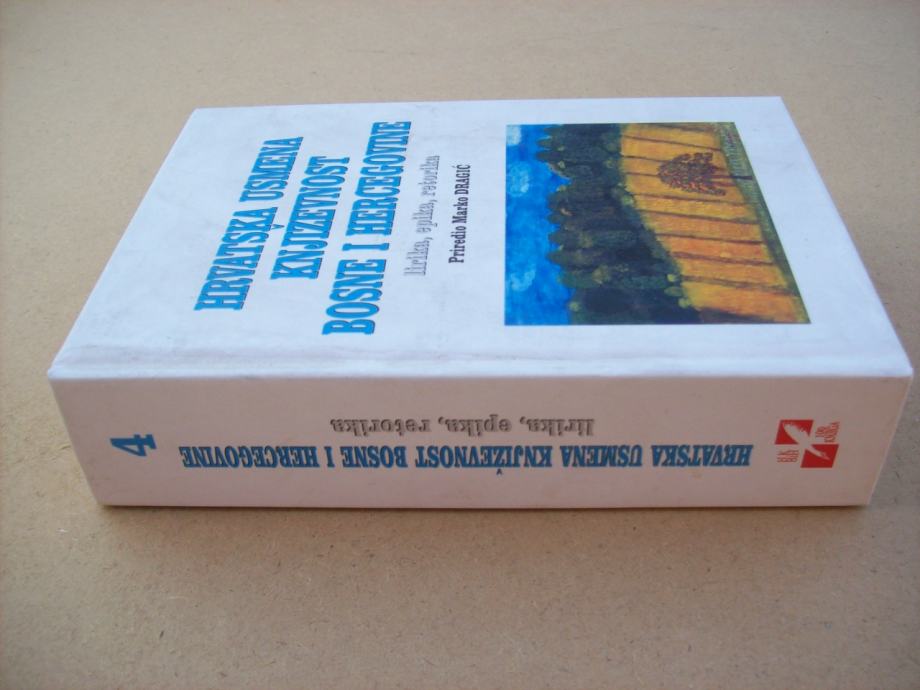 HRVATSKA USMENA
KNJIŽEVNOST
BOSNE I HERCEGOVINE
lirika, epika, retorika
Priredio Marko DRAGIĆ
4
HRVATSKA USMENA KNJIŽEVNOST BOSNE I HERCEGOVINE
lirika, epika, retorika